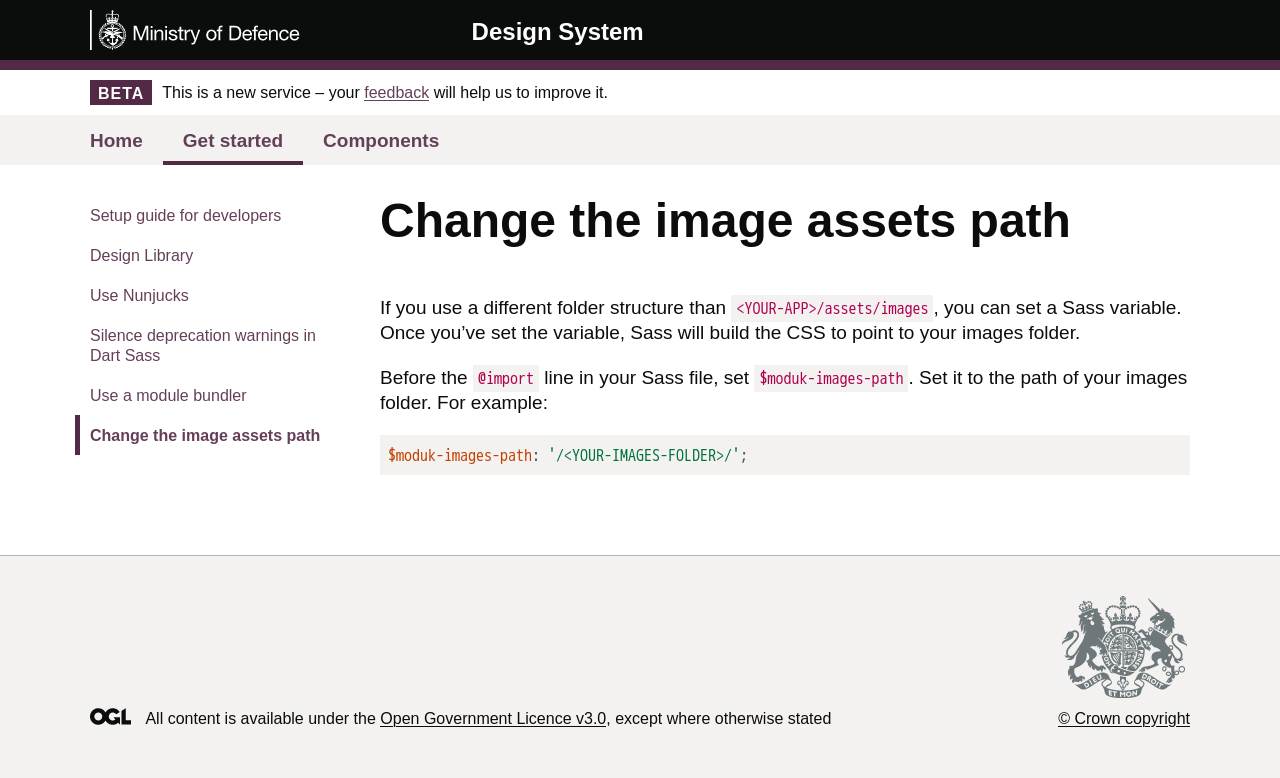 Ministry of Defence
Design System
BETA This is a new service – your feedback will help us to improve it.
Home Get started Components
Setup guide for developers
Design Library
Use Nunjucks
Silence deprecation warnings in
Dart Sass
Use a module bundler
Change the image assets path
Change the image assets path
If you use a different folder structure than <YOUR-APP>/assets/images, you can set a Sass variable.
Once you’ve set the variable, Sass will build the CSS to point to your images folder.
Before the @import line in your Sass file, set $moduk-images-path. Set it to the path of your images
folder. For example:
$moduk-images-path: '/<YOUR-IMAGES-FOLDER>/';
DIEU ET MON DROIT
OGL All content is available under the Open Government Licence v3.0, except where otherwise stated
© Crown copyright